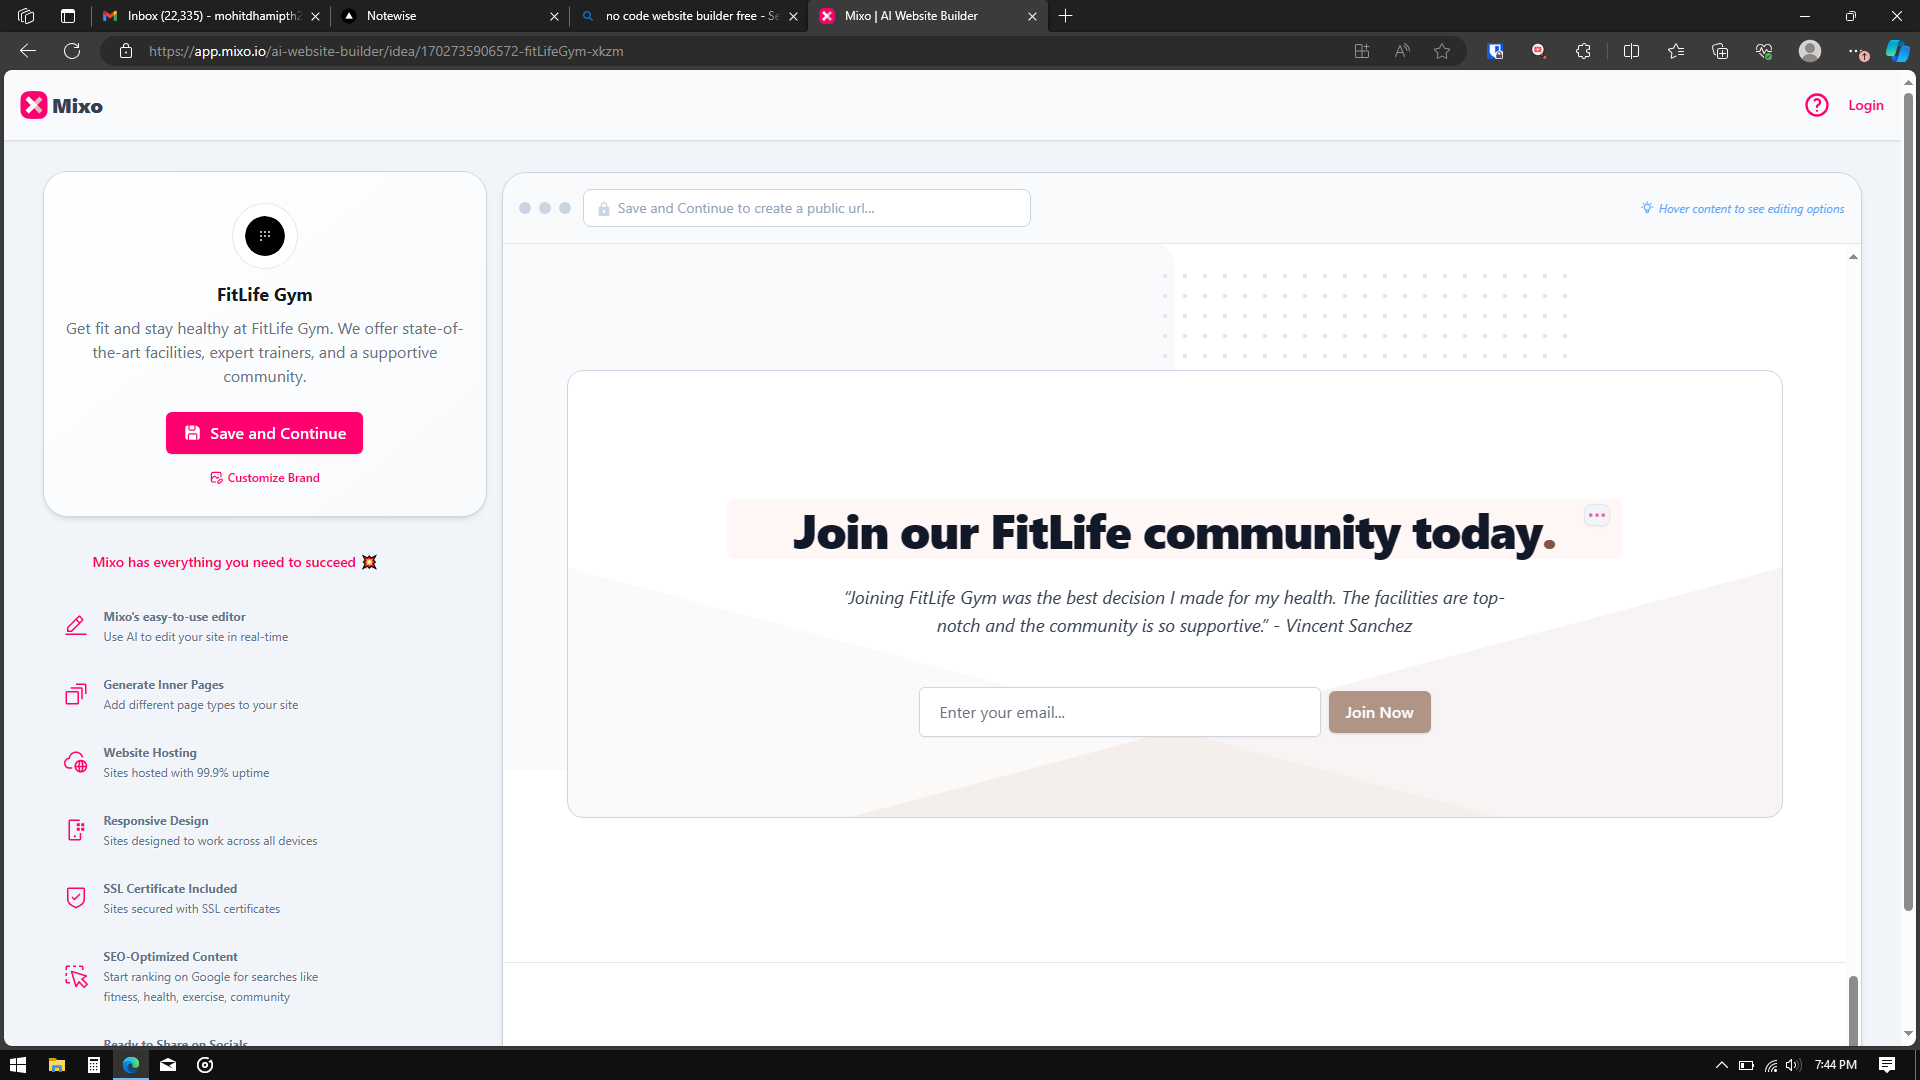 Inbox (22,335) - mohitdhamipth2
Notewise
no code website builder free - Se
Mixo | AI Website Builder
https://app.mixo.io/ai-website-builder/idea/1702735906572-fitLifeGym-xkzm
Mixo
Login
FitLife Gym
Get fit and stay healthy at FitLife Gym. We offer state-of-
the-art facilities, expert trainers, and a supportive
community.
Save and Continue
Customize Brand
Mixo has everything you need to succeed 💥
Mixo's easy-to-use editor
Use AI to edit your site in real-time
Generate Inner Pages
Add different page types to your site
Website Hosting
Sites hosted with 99.9% uptime
Responsive Design
Sites designed to work across all devices
SSL Certificate Included
Sites secured with SSL certificates
SEO-Optimized Content
Start ranking on Google for searches like
fitness, health, exercise, community
Ready to Share on Socials
Save and Continue to create a public url...
Hover content to see editing options
Join our FitLife community today.
“Joining FitLife Gym was the best decision I made for my health. The facilities are top-
notch and the community is so supportive.” - Vincent Sanchez
Enter your email...
Join Now
7:44 PM